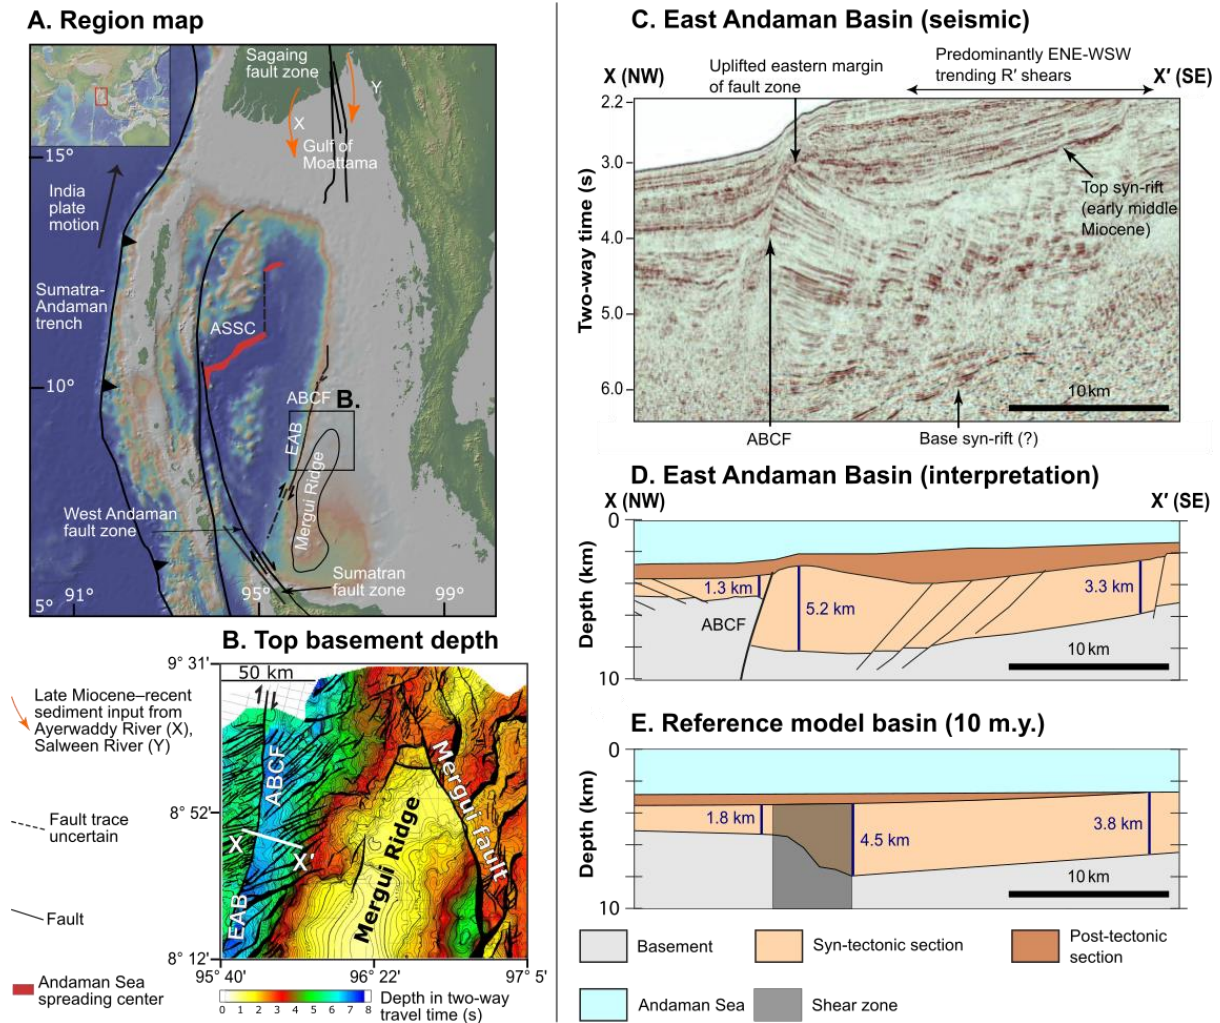 A. Region map
Sagaing
fault zone
Y
X
Gulf of
Moattama
15°
India
plate
motion
Sumatra-
Andaman
trench
ASSC
10°
ABCF
B.
EAB
Mergui Ridge
West Andaman
fault zone
Sumatran
fault zone
5°
91°
95°
99°
B. Top basement depth
9° 31'
50 km
8° 52'
8° 12'
ABCF
Mergui fault
Mergui Ridge
X
X'
EAB
95° 40'
96° 22'
97° 5'
0 1 2 3 4 5 6 7 8
Depth in two-way
travel time (s)
Late Miocene–recent
sediment input from
Ayerwaddy River (X),
Salween River (Y)
Fault trace
uncertain
Fault
Andaman Sea
spreading center
C. East Andaman Basin (seismic)
X (NW)
Uplifted eastern margin
of fault zone
Predominantly ENE-WSW
trending R′ shears
X′ (SE)
2.2
3.0
4.0
5.0
6.0
Two-way time (s)
Top syn-rift
(early middle
Miocene)
10 km
ABCF
Base syn-rift (?)
D. East Andaman Basin (interpretation)
X (NW)
X′ (SE)
0
10
Depth (km)
1.3 km
5.2 km
3.3 km
ABCF
10 km
E. Reference model basin (10 m.y.)
0
10
Depth (km)
1.8 km
4.5 km
3.8 km
10 km
Basement
Syn-tectonic section
Post-tectonic
section
Andaman Sea
Shear zone